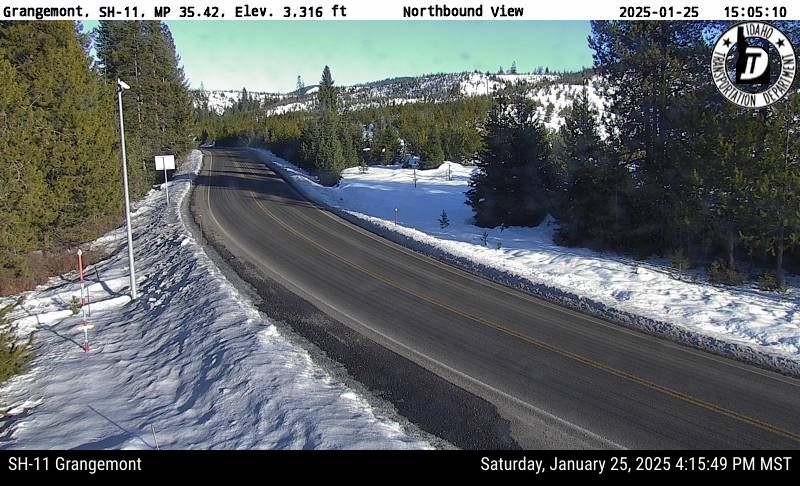 Grangemont, SH-11, MP 35.42, Elev. 3,316 ft Northbound View 2025-01-25 15:05:10
IDAHO
TRANSPORTATION DEPARTMENT
SH-11 Grangemont Saturday, January 25, 2025 4:15:49 PM MST